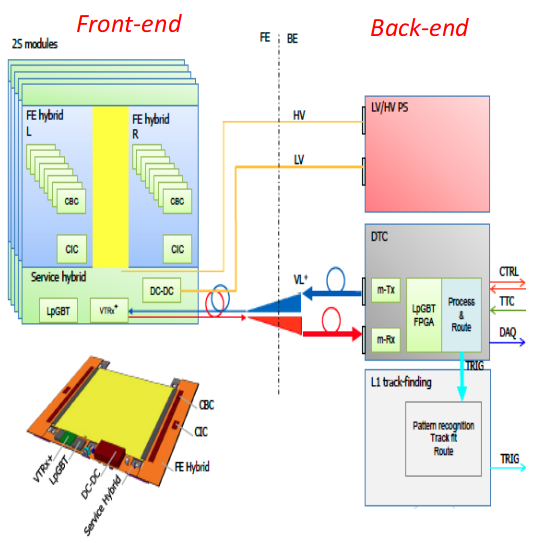 Front-end
Back-end
FE
BE
2S modules
FE hybrid
L
FE hybrid
R
CBC
CBC
CIC
CIC
Service hybrid
DC-DC
LpGBT
VTRx+
HV
LV
VL+
LV/HV PS
DTC
m-Tx
m-Rx
LpGBT
FPGA
Process
&
Route
CTRL
TTC
DAQ
TRIG
L1 track-finding
Pattern recognition
Track fit
Route
TRIG
CBC
CIC
FE Hybrid
VTRx+
LpGBT
DC-DC
Service Hybrid